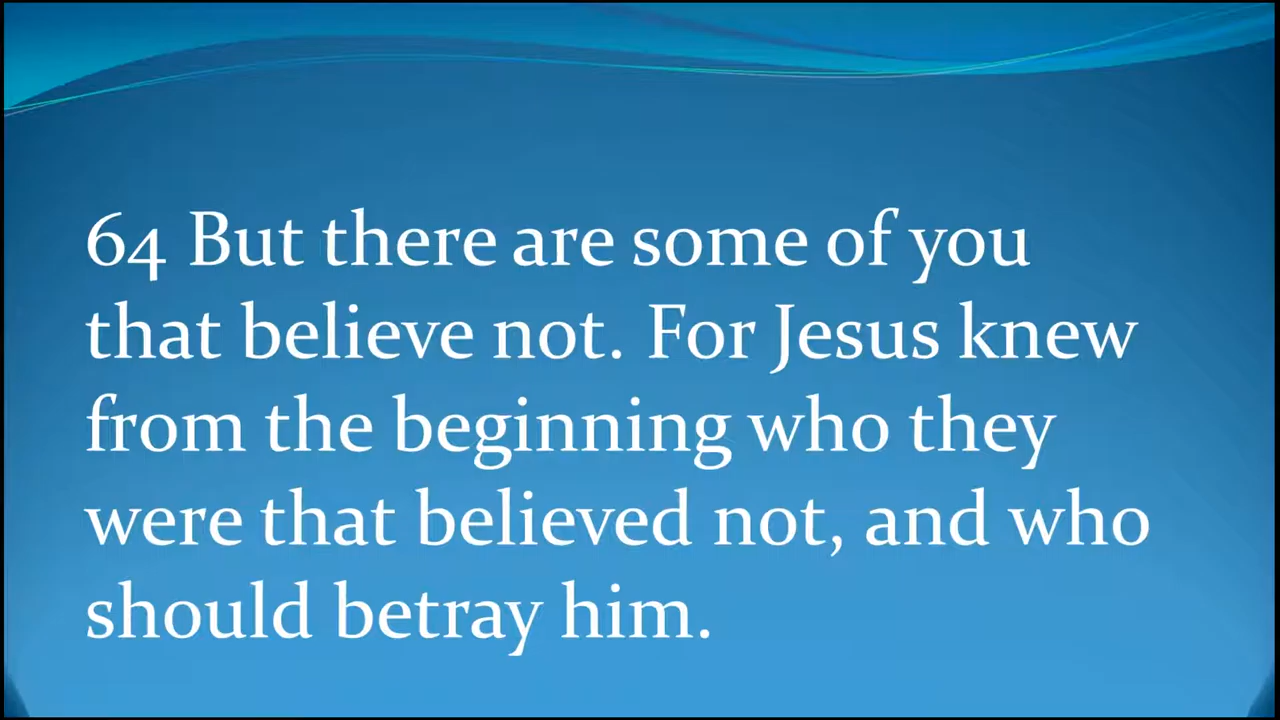 64 But there are some of you
that believe not. For Jesus knew
from the beginning who they
were that believed not, and who
should betray him.